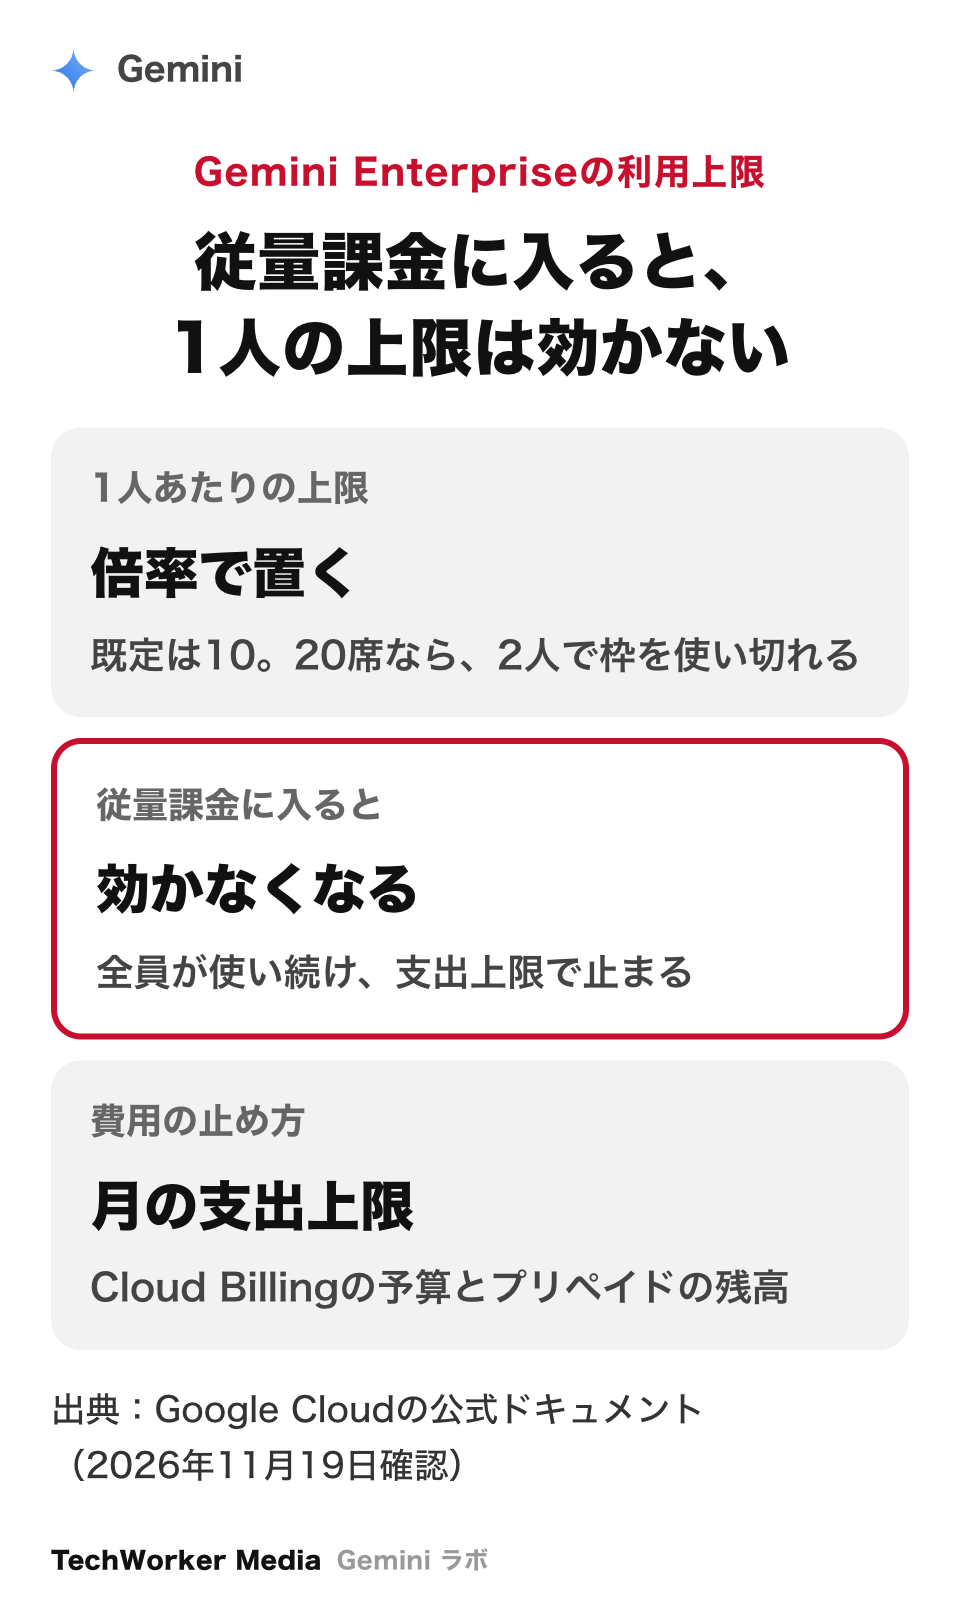 Gemini
Gemini Enterpriseの利用上限
従量課金に入ると、
1人の上限は効かない
1人あたりの上限
倍率で置く
既定は10。20席なら、2人で枠を使い切れる
従量課金に入ると
効かなくなる
全員が使い続け、支出上限で止まる
費用の止め方
月の支出上限
Cloud Billingの予算とプリペイドの残高
出典：Google Cloudの公式ドキュメント
（2026年11月19日確認）
TechWorker Media Gemini ラボ